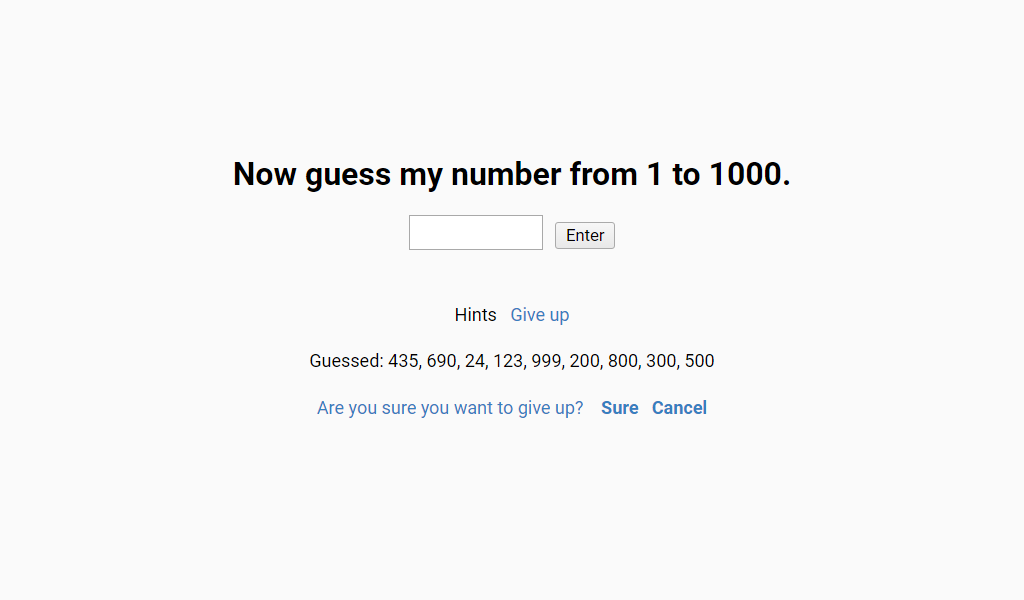 Now guess my number from 1 to 1000.
Enter
Hints Give up
Guessed: 435, 690, 24, 123, 999, 200, 800, 300, 500
Are you sure you want to give up? Sure Cancel